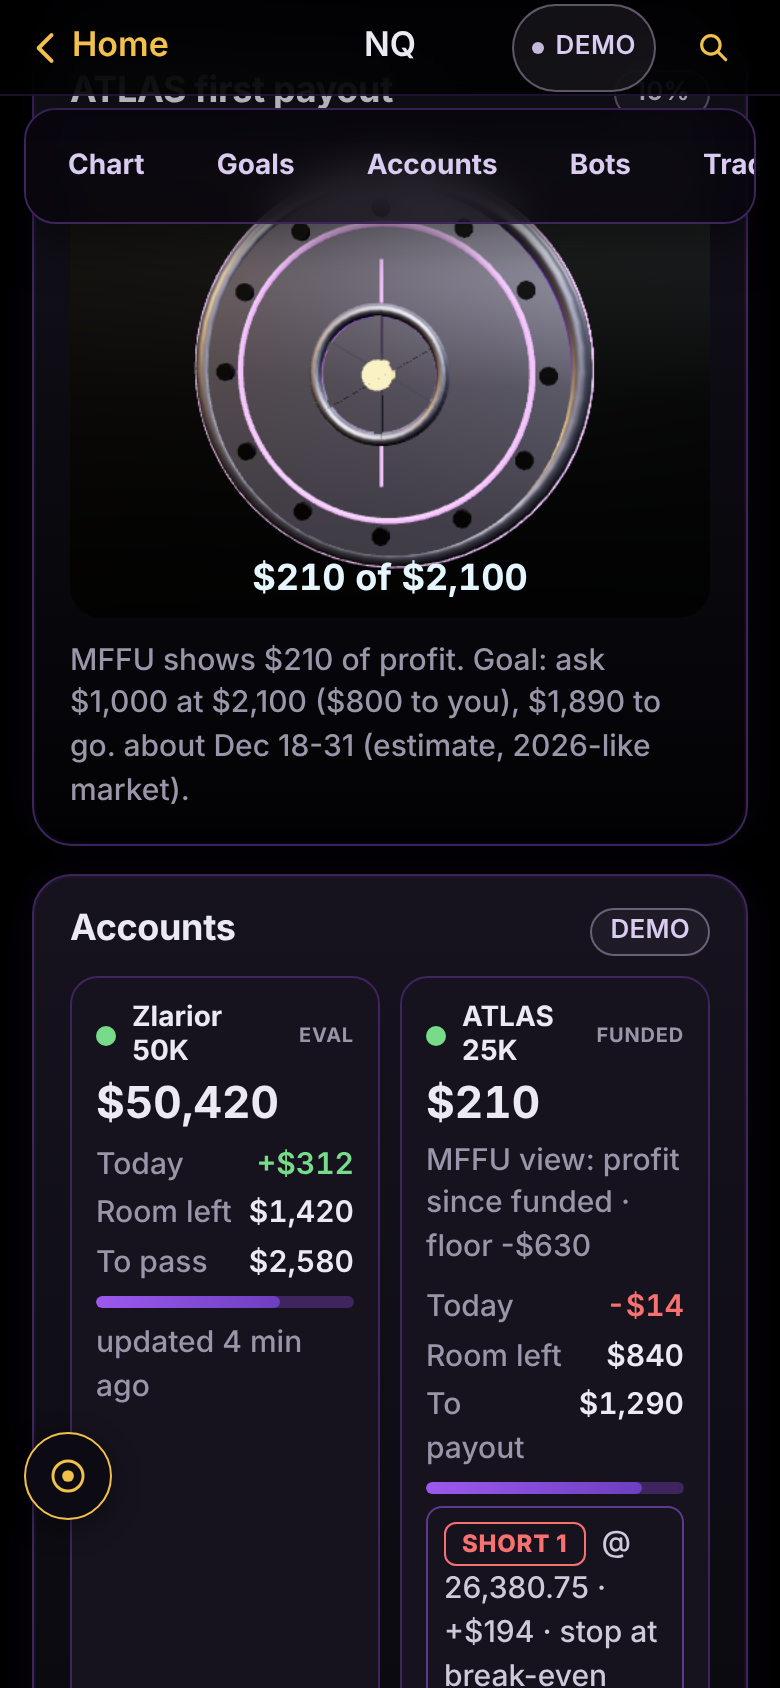 Home
NQ
DEMO
ATLAS first payout
10%
Chart
Goals
Accounts
Bots
$210 of $2,100
MFFU shows $210 of profit. Goal: ask
$1,000 at $2,100 ($800 to you), $1,890 to
go. about Dec 18-31 (estimate, 2026-like
market).
Accounts
DEMO
Zlarior
50K
EVAL
$50,420
Today +$312
Room left $1,420
To pass $2,580
updated 4 min
ago
ATLAS
25K
FUNDED
$210
MFFU view: profit
since funded ·
floor -$630
Today -$14
Room left $840
To
payout
$1,290
SHORT 1 @
26,380.75 ·
+$194 · stop at
break-even